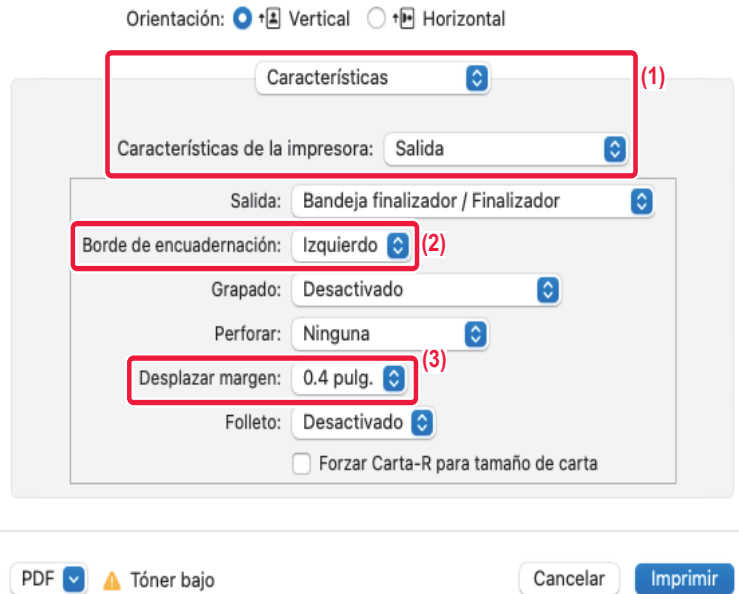 Orientación: Vertical Horizontal
Características
(1)
Características de la impresora: Salida
Salida: Bandeja finalizador / Finalizador
Borde de encuadernación: Izquierdo (2)
Grapado: Desactivado
Perforar: Ninguna
(3)
Desplazar margen: 0.4 pulg.
Folleto: Desactivado
Forzar Carta-R para tamaño de carta
PDF Tóner bajo Cancelar Imprimir